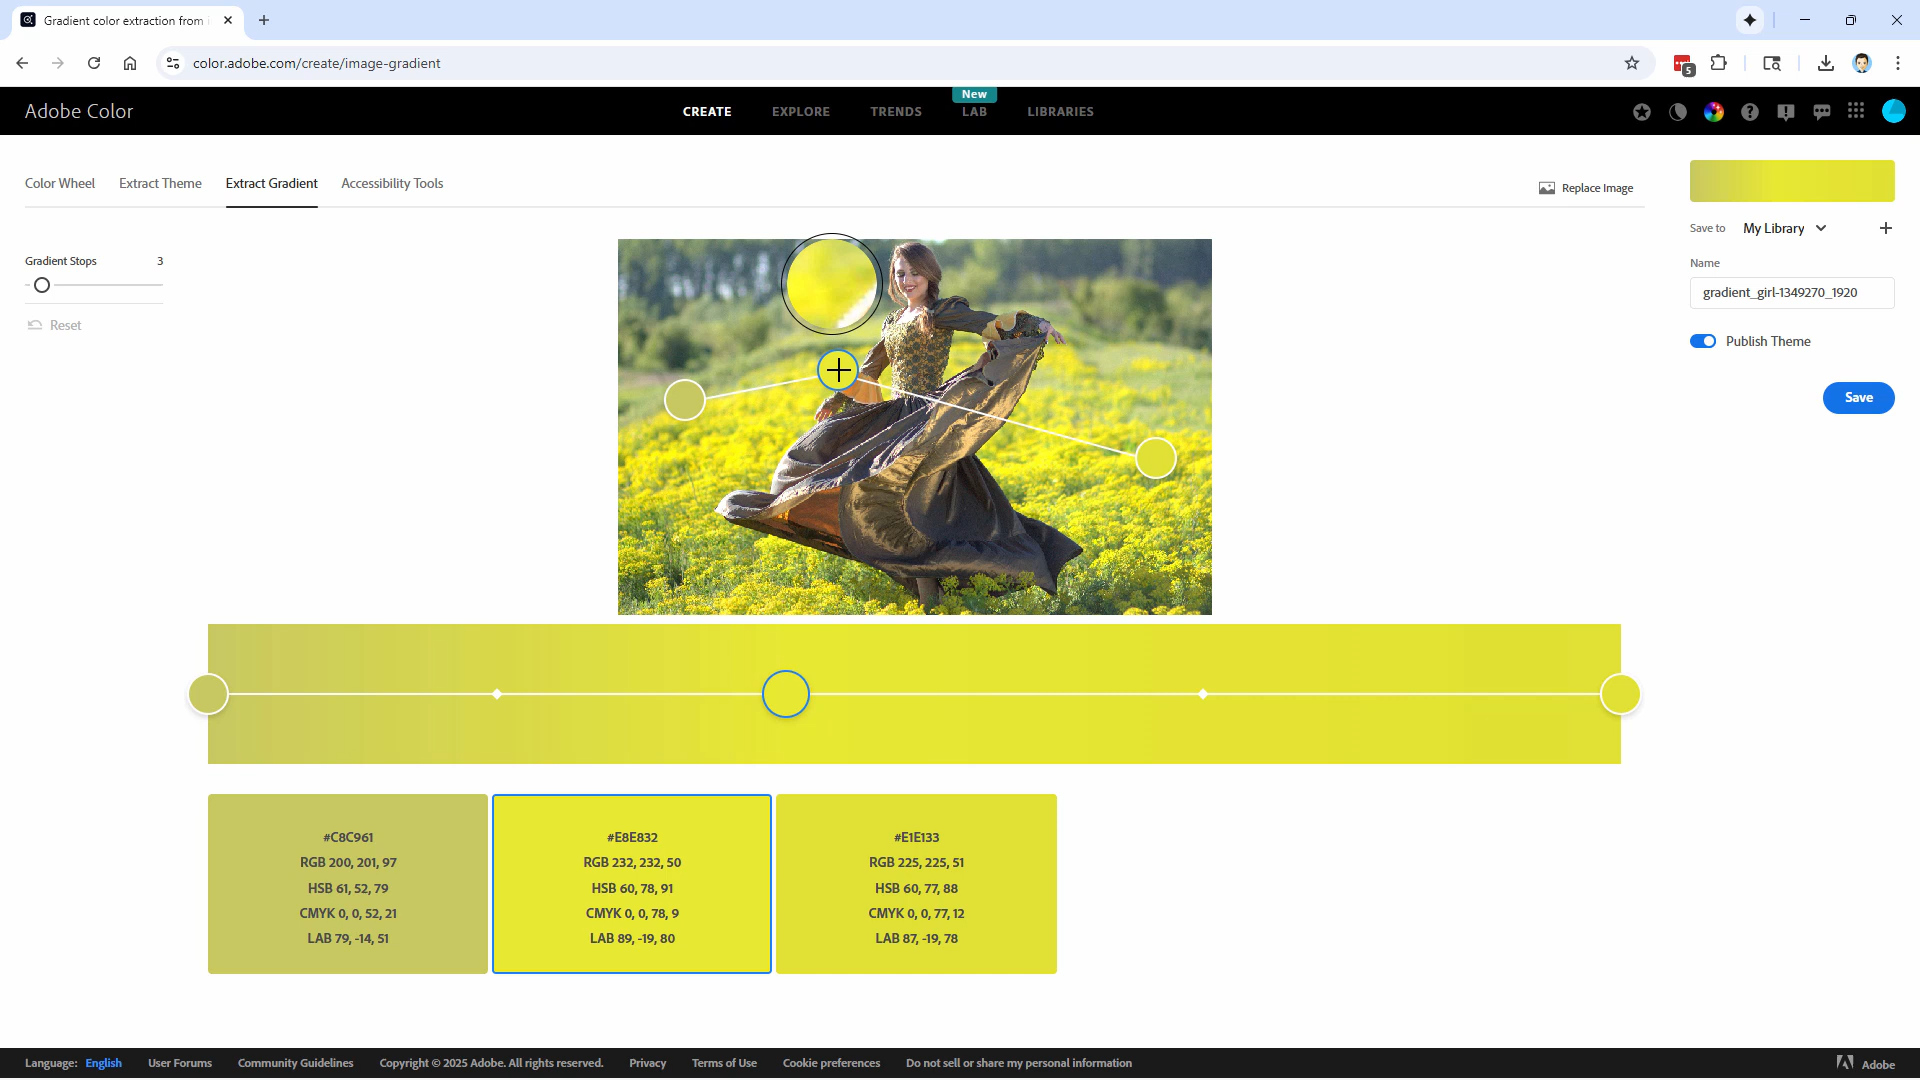 Gradient color extraction from
color.adobe.com/create/image-gradient
5
Adobe Color
CREATE
EXPLORE
TRENDS
New
LAB
LIBRARIES
Color Wheel
Extract Theme
Extract Gradient
Accessibility Tools
Replace Image
Gradient Stops 3
Reset
Save to My Library
Name
gradient_girl-1349270_1920
Publish Theme
Save
#C8C961
RGB 200, 201, 97
HSB 61, 52, 79
CMYK 0, 0, 52, 21
LAB 79, -14, 51
#E8E832
RGB 232, 232, 50
HSB 60, 78, 91
CMYK 0, 0, 78, 9
LAB 89, -19, 80
#E1E133
RGB 225, 225, 51
HSB 60, 77, 88
CMYK 0, 0, 77, 12
LAB 87, -19, 78
Language: English
User Forums
Community Guidelines
Copyright © 2025 Adobe. All rights reserved.
Privacy
Terms of Use
Cookie preferences
Do not sell or share my personal information
Adobe